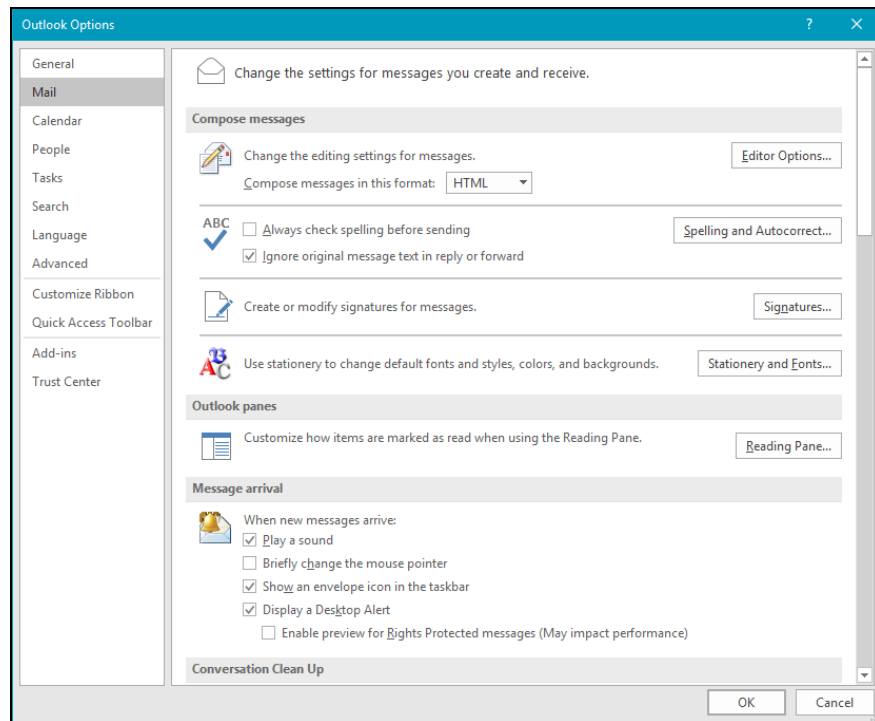 Outlook Options
?
General
Mail
Calendar
People
Tasks
Search
Language
Advanced
Customize Ribbon
Quick Access Toolbar
Add-ins
Trust Center
Change the settings for messages you create and receive.
Compose messages
Change the editing settings for messages.
Editor Options...
Compose messages in this format: HTML
ABC
Always check spelling before sending
Spelling and Autocorrect...
Ignore original message text in reply or forward
Create or modify signatures for messages.
Signatures...
Use stationery to change default fonts and styles, colors, and backgrounds.
Stationery and Fonts...
Outlook panes
Customize how items are marked as read when using the Reading Pane.
Reading Pane...
Message arrival
When new messages arrive:
Play a sound
Briefly change the mouse pointer
Show an envelope icon in the taskbar
Display a Desktop Alert
Enable preview for Rights Protected messages (May impact performance)
Conversation Clean Up
OK
Cancel